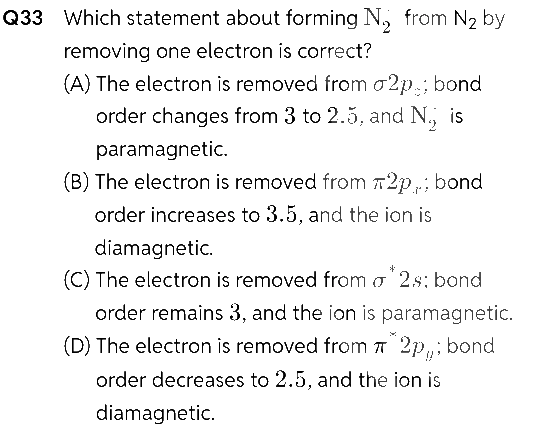 Q33 Which statement about forming N₂⁺ from N₂ by
removing one electron is correct?
(A) The electron is removed from σ2p_z; bond
order changes from 3 to 2.5, and N₂⁺ is
paramagnetic.
(B) The electron is removed from π2pₓ; bond
order increases to 3.5, and the ion is
diamagnetic.
(C) The electron is removed from σ*2s; bond
order remains 3, and the ion is paramagnetic.
(D) The electron is removed from π*2p_y; bond
order decreases to 2.5, and the ion is
diamagnetic.